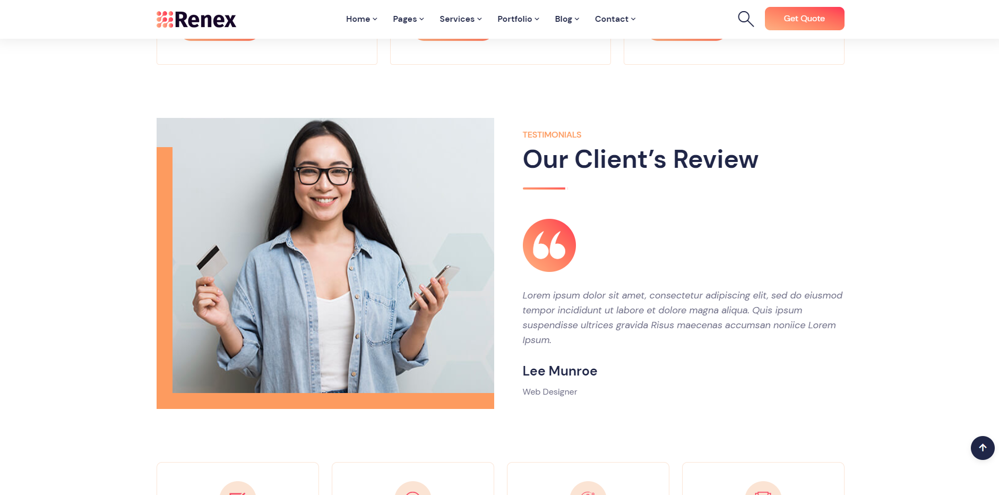 Renex
Home Pages Services Portfolio Blog Contact
Get Quote
TESTIMONIALS
Our Client’s Review
Lorem ipsum dolor sit amet, consectetur adipiscing elit, sed do eiusmod
tempor incididunt ut labore et dolore magna aliqua. Quis ipsum
suspendisse ultrices gravida Risus maecenas accumsan noniice Lorem
Ipsum.
Lee Munroe
Web Designer